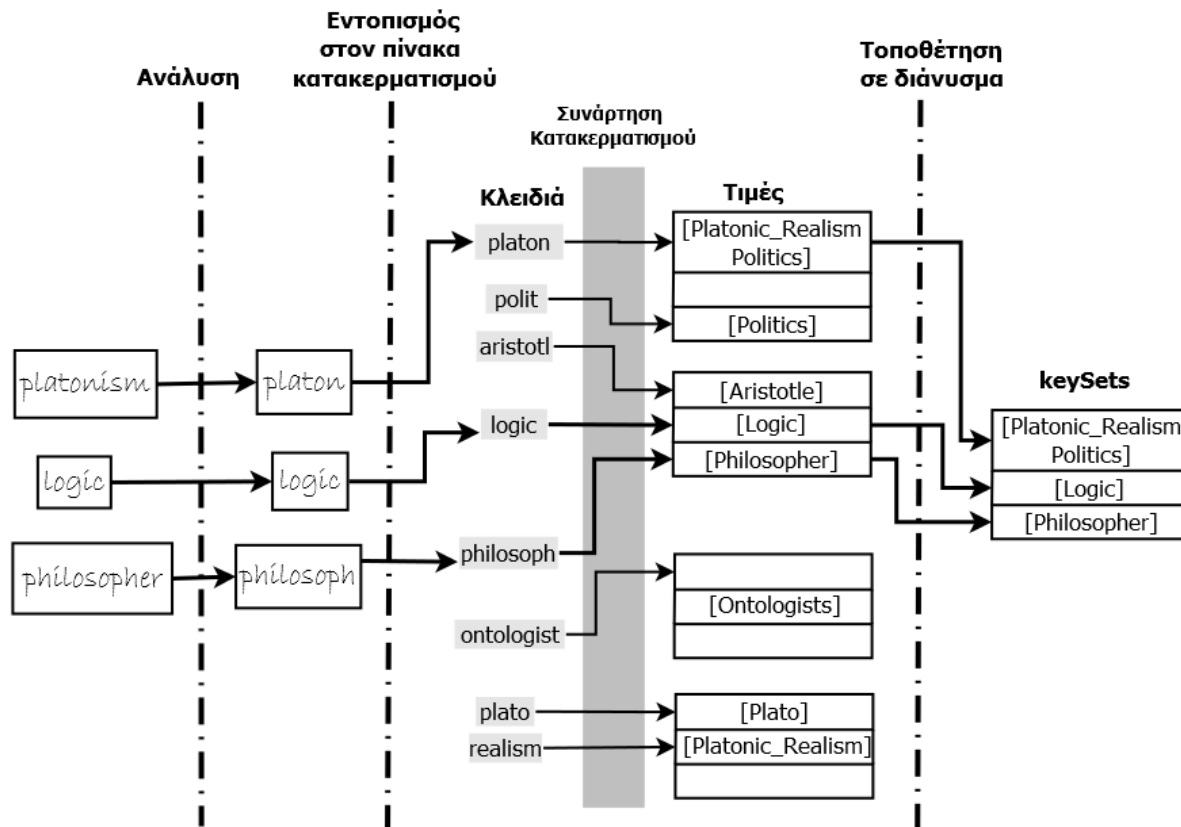 Ανάλυση
Εντοπισμός
στον πίνακα
κατακερματισμού
Συνάρτηση
Κατακερματισμού
Τοποθέτηση
σε διάνυσμα
Κλειδιά
Τιμές
platonism
platon
logic
logic
philosopher
philosoph
platon
polit
aristotl
logic
philosoph
ontologist
plato
realism
[Platonic_Realism
Politics]
[Politics]
[Aristotle]
[Logic]
[Philosopher]
[Ontologists]
[Plato]
[Platonic_Realism]
keySets
[Platonic_Realism
Politics]
[Logic]
[Philosopher]